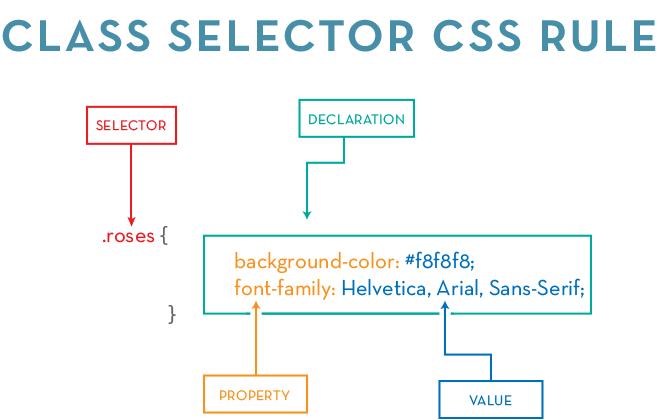 CLASS SELECTOR CSS RULE
SELECTOR
DECLARATION
.roses {
background-color: #f8f8f8;
font-family: Helvetica, Arial, Sans-Serif;
}
PROPERTY
VALUE